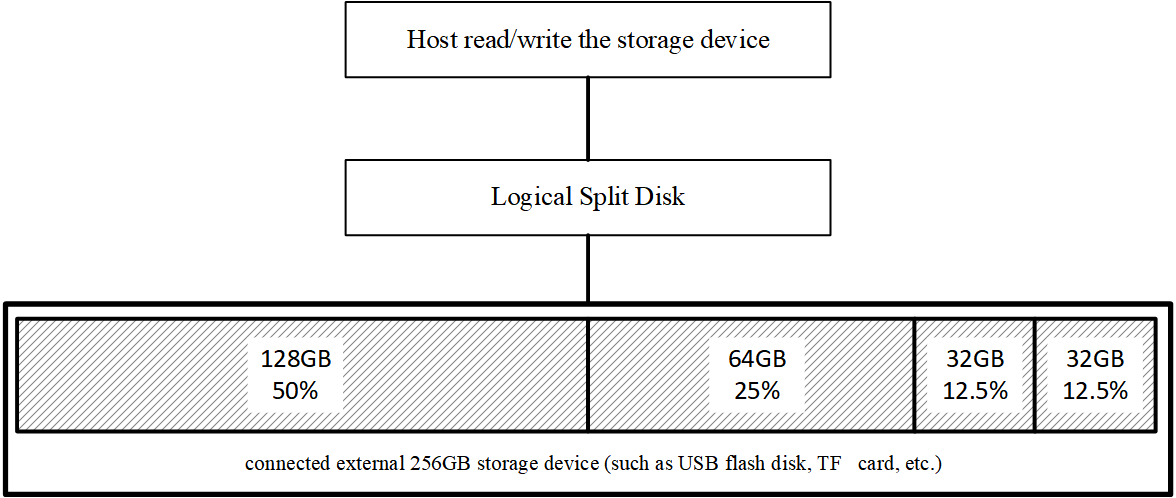 Host read/write the storage device
Logical Split Disk
128GB
50%
64GB
25%
32GB
12.5%
32GB
12.5%
connected external 256GB storage device (such as USB flash disk, TF card, etc.)